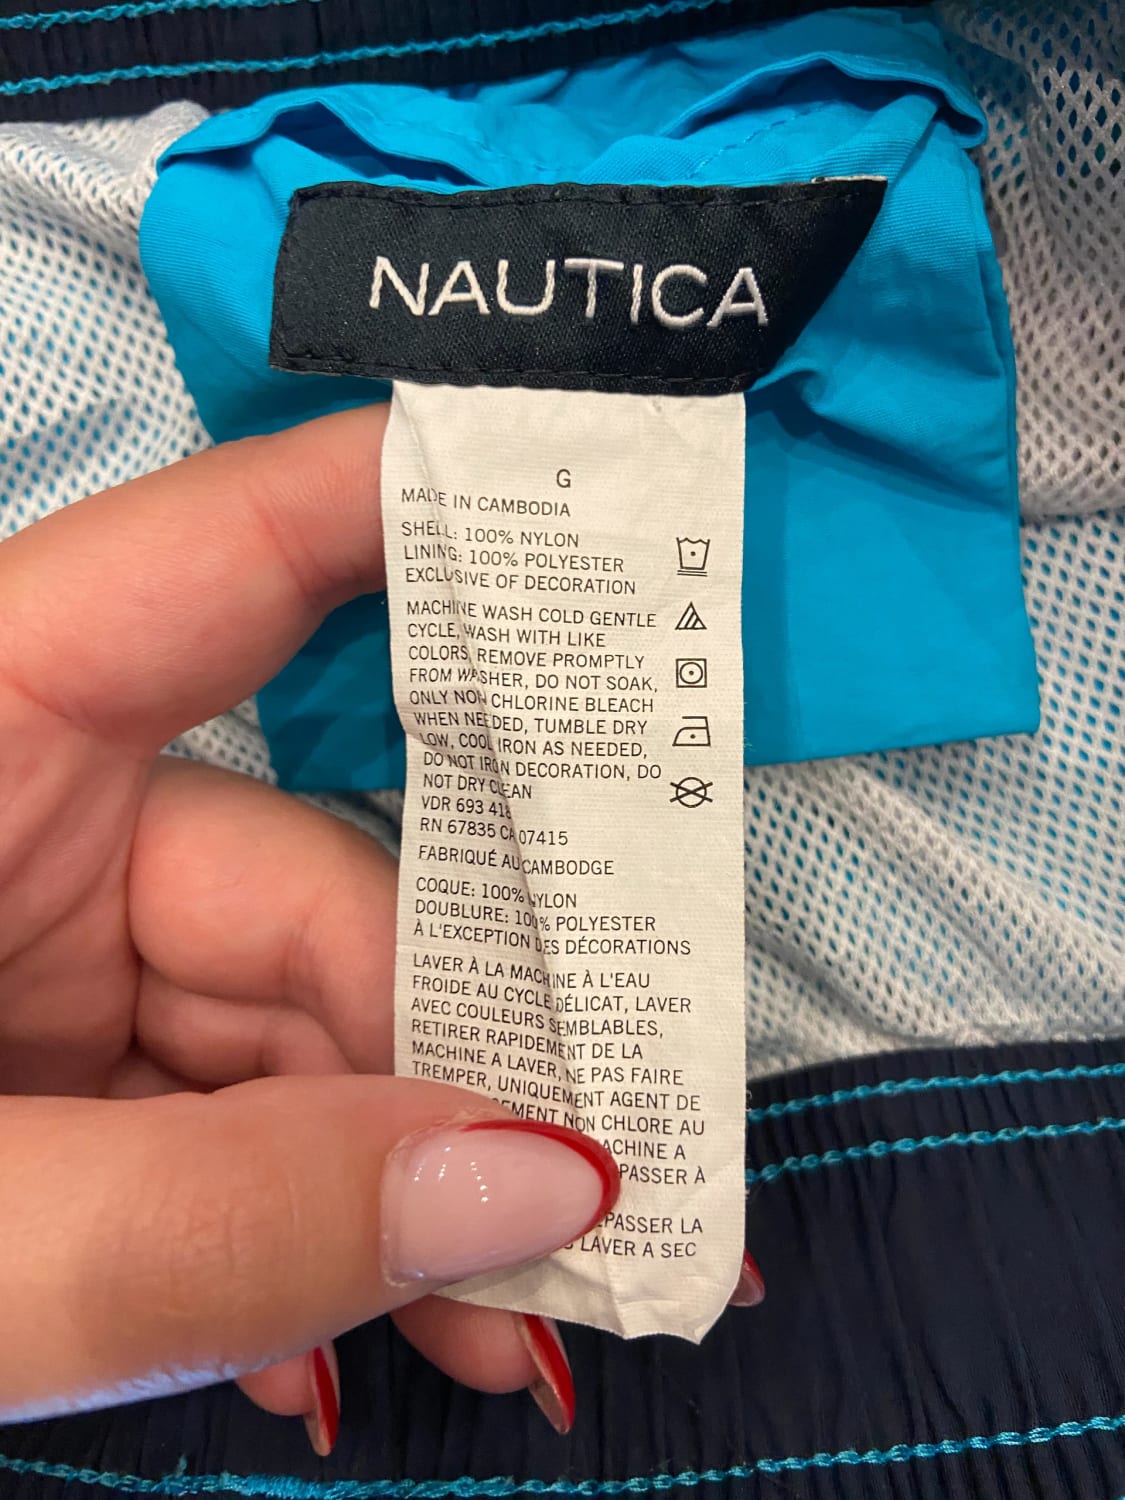 NAUTICA
G
MADE IN CAMBODIA
SHELL: 100% NYLON
LINING: 100% POLYESTER
EXCLUSIVE OF DECORATION
MACHINE WASH COLD GENTLE
CYCLE, WASH WITH LIKE
COLORS, REMOVE PROMPTLY
FROM WASHER, DO NOT SOAK,
ONLY NON CHLORINE BLEACH
WHEN NEEDED, TUMBLE DRY
LOW, COOL IRON AS NEEDED,
DO NOT IRON DECORATION, DO
NOT DRY CLEAN
VDR 693 418
RN 67835 CA 07415
FABRIQUÉ AU CAMBODGE
COQUE: 100% NYLON
DOUBLURE: 100% POLYESTER
À L'EXCEPTION DES DÉCORATIONS
LAVER À LA MACHINE À L'EAU
FROIDE AU CYCLE DÉLICAT, LAVER
AVEC COULEURS SEMBLABLES,
RETIRER RAPIDEMENT DE LA
MACHINE A LAVER, NE PAS FAIRE
TREMPER, UNIQUEMENT AGENT DE
NON CHLORE AU
MACHINE A
PASSER À
LA
LAVER A SEC